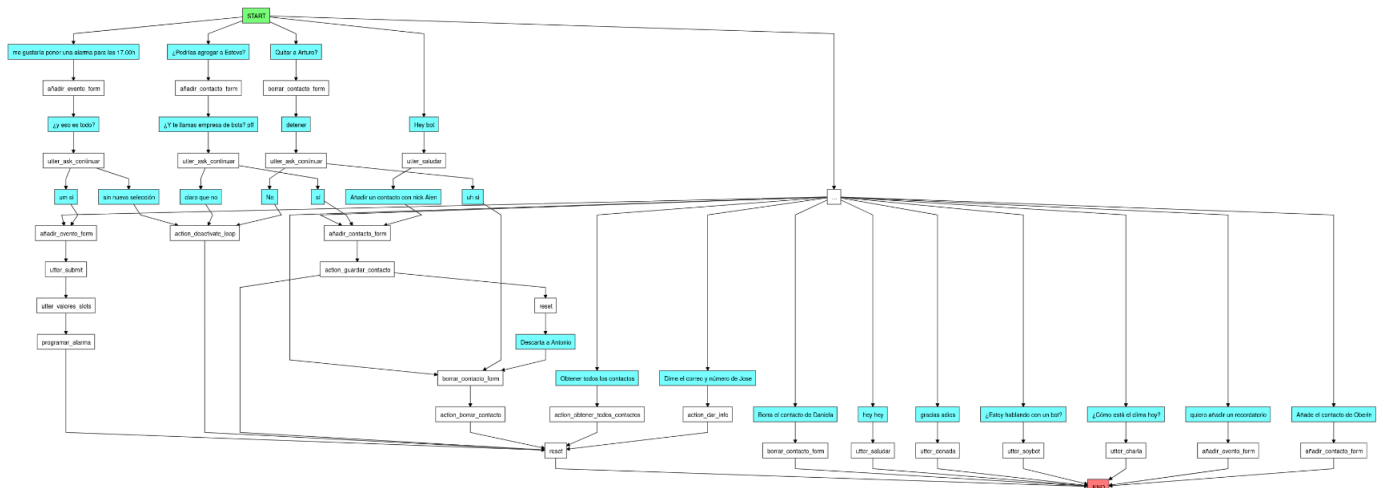 START
me gustaría poner una alarma para las 17.00h
¿Podrías agregar a Esteve?
Quitar a Arturo?
añadir_evento_form
añadir_contacto_form
borrar_contacto_form
¿y eso es todo?
¿Y te llamas empresa de bots? pff
detener
Hey bot
utter_ask_continuar
utter_ask_continuar
utter_ask_continuar
utter_saludar
um si
sin nueva selección
claro que no
No
sí
Añadir un contacto con nick Alen
uh si
...
añadir_evento_form
action_deactivate_loop
añadir_contacto_form
utter_submit
action_guardar_contacto
utter_valores_slots
reset
programar_alarma
Descarta a Antonio
borrar_contacto_form
Obtener todos los contactos
Dime el correo y número de Jose
action_borrar_contacto
action_obtener_todos_contactos
action_dar_info
Borra el contacto de Daniela
hey hey
gracias adios
¿Estoy hablando con un bot?
¿Cómo está el clima hoy?
quiero añadir un recordatorio
Añade el contacto de Oberin
reset
borrar_contacto_form
utter_saludar
utter_denada
utter_soybot
utter_charla
añadir_evento_form
añadir_contacto_form
END